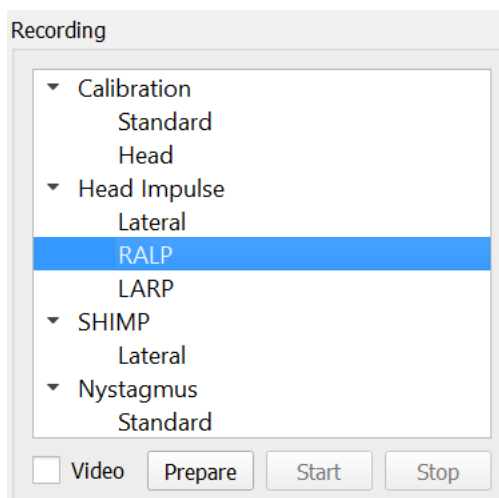 Recording
Calibration
Standard
Head
Head Impulse
Lateral
RALP
LARP
SHIMP
Lateral
Nystagmus
Standard
Video Prepare Start Stop